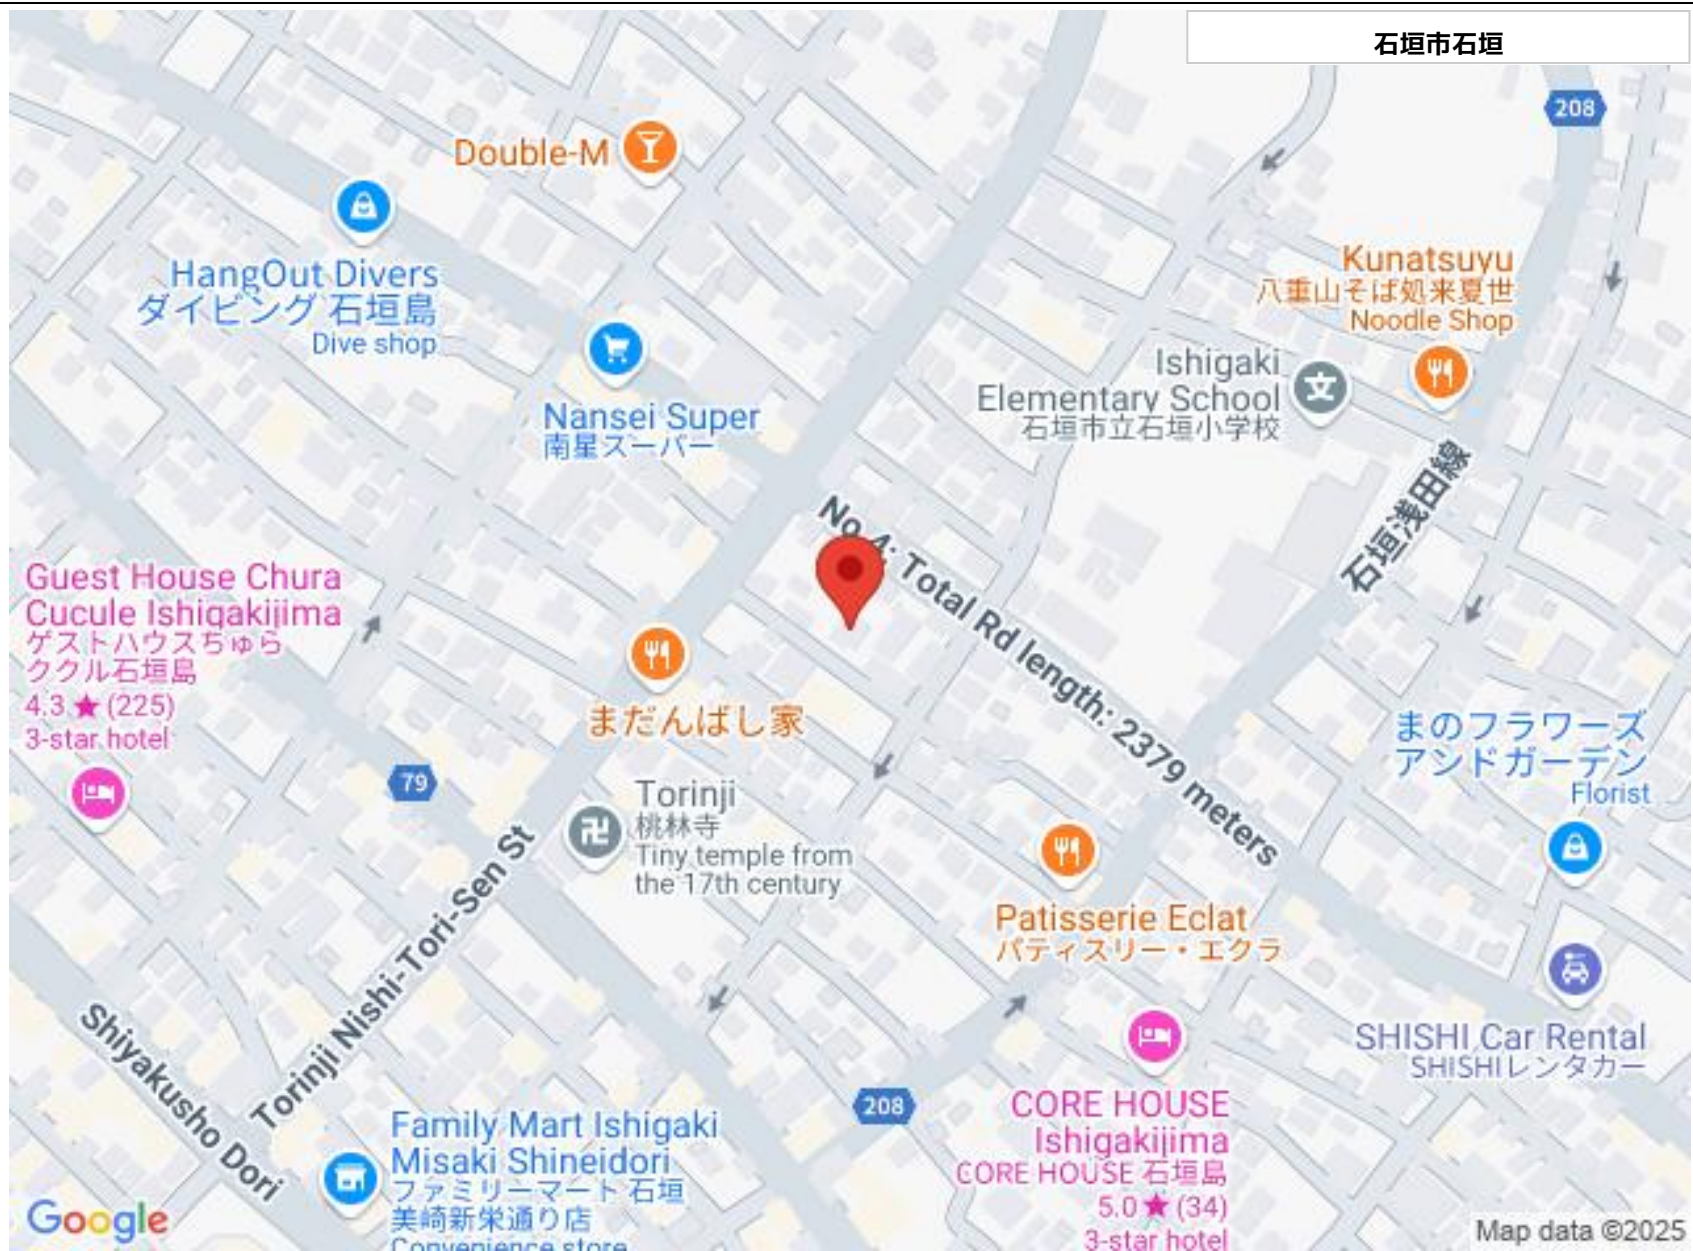 石垣市石垣
208
Double-M
HangOut Divers
ダイビング 石垣島
Dive shop
Kunatsuyu
八重山そば処来夏世
Noodle Shop
Ishigaki
Elementary School
石垣市立石垣小学校
文
Nansei Super
南星スーパー
石垣浅田線
No.4: Total Rd length: 2379 meters
Guest House Chura
Cucule Ishigakijima
ゲストハウスちゅら
ククル石垣島
4.3 ★ (225)
3-star hotel
まだんばし家
まのフラワーズ
アンドガーデン
Florist
79
Torinji
桃林寺
Tiny temple from
the 17th century
卍
Patisserie Eclat
パティスリー・エクラ
Torinji Nishi-Tori-Sen St
Shiyakusho Dori
SHISHI Car Rental
SHISHIレンタカー
208
CORE HOUSE
Ishigakijima
CORE HOUSE 石垣島
5.0 ★ (34)
3-star hotel
Family Mart Ishigaki
Misaki Shineidori
ファミリーマート 石垣
美崎新栄通り店
Convenience store
Google
Map data ©2025